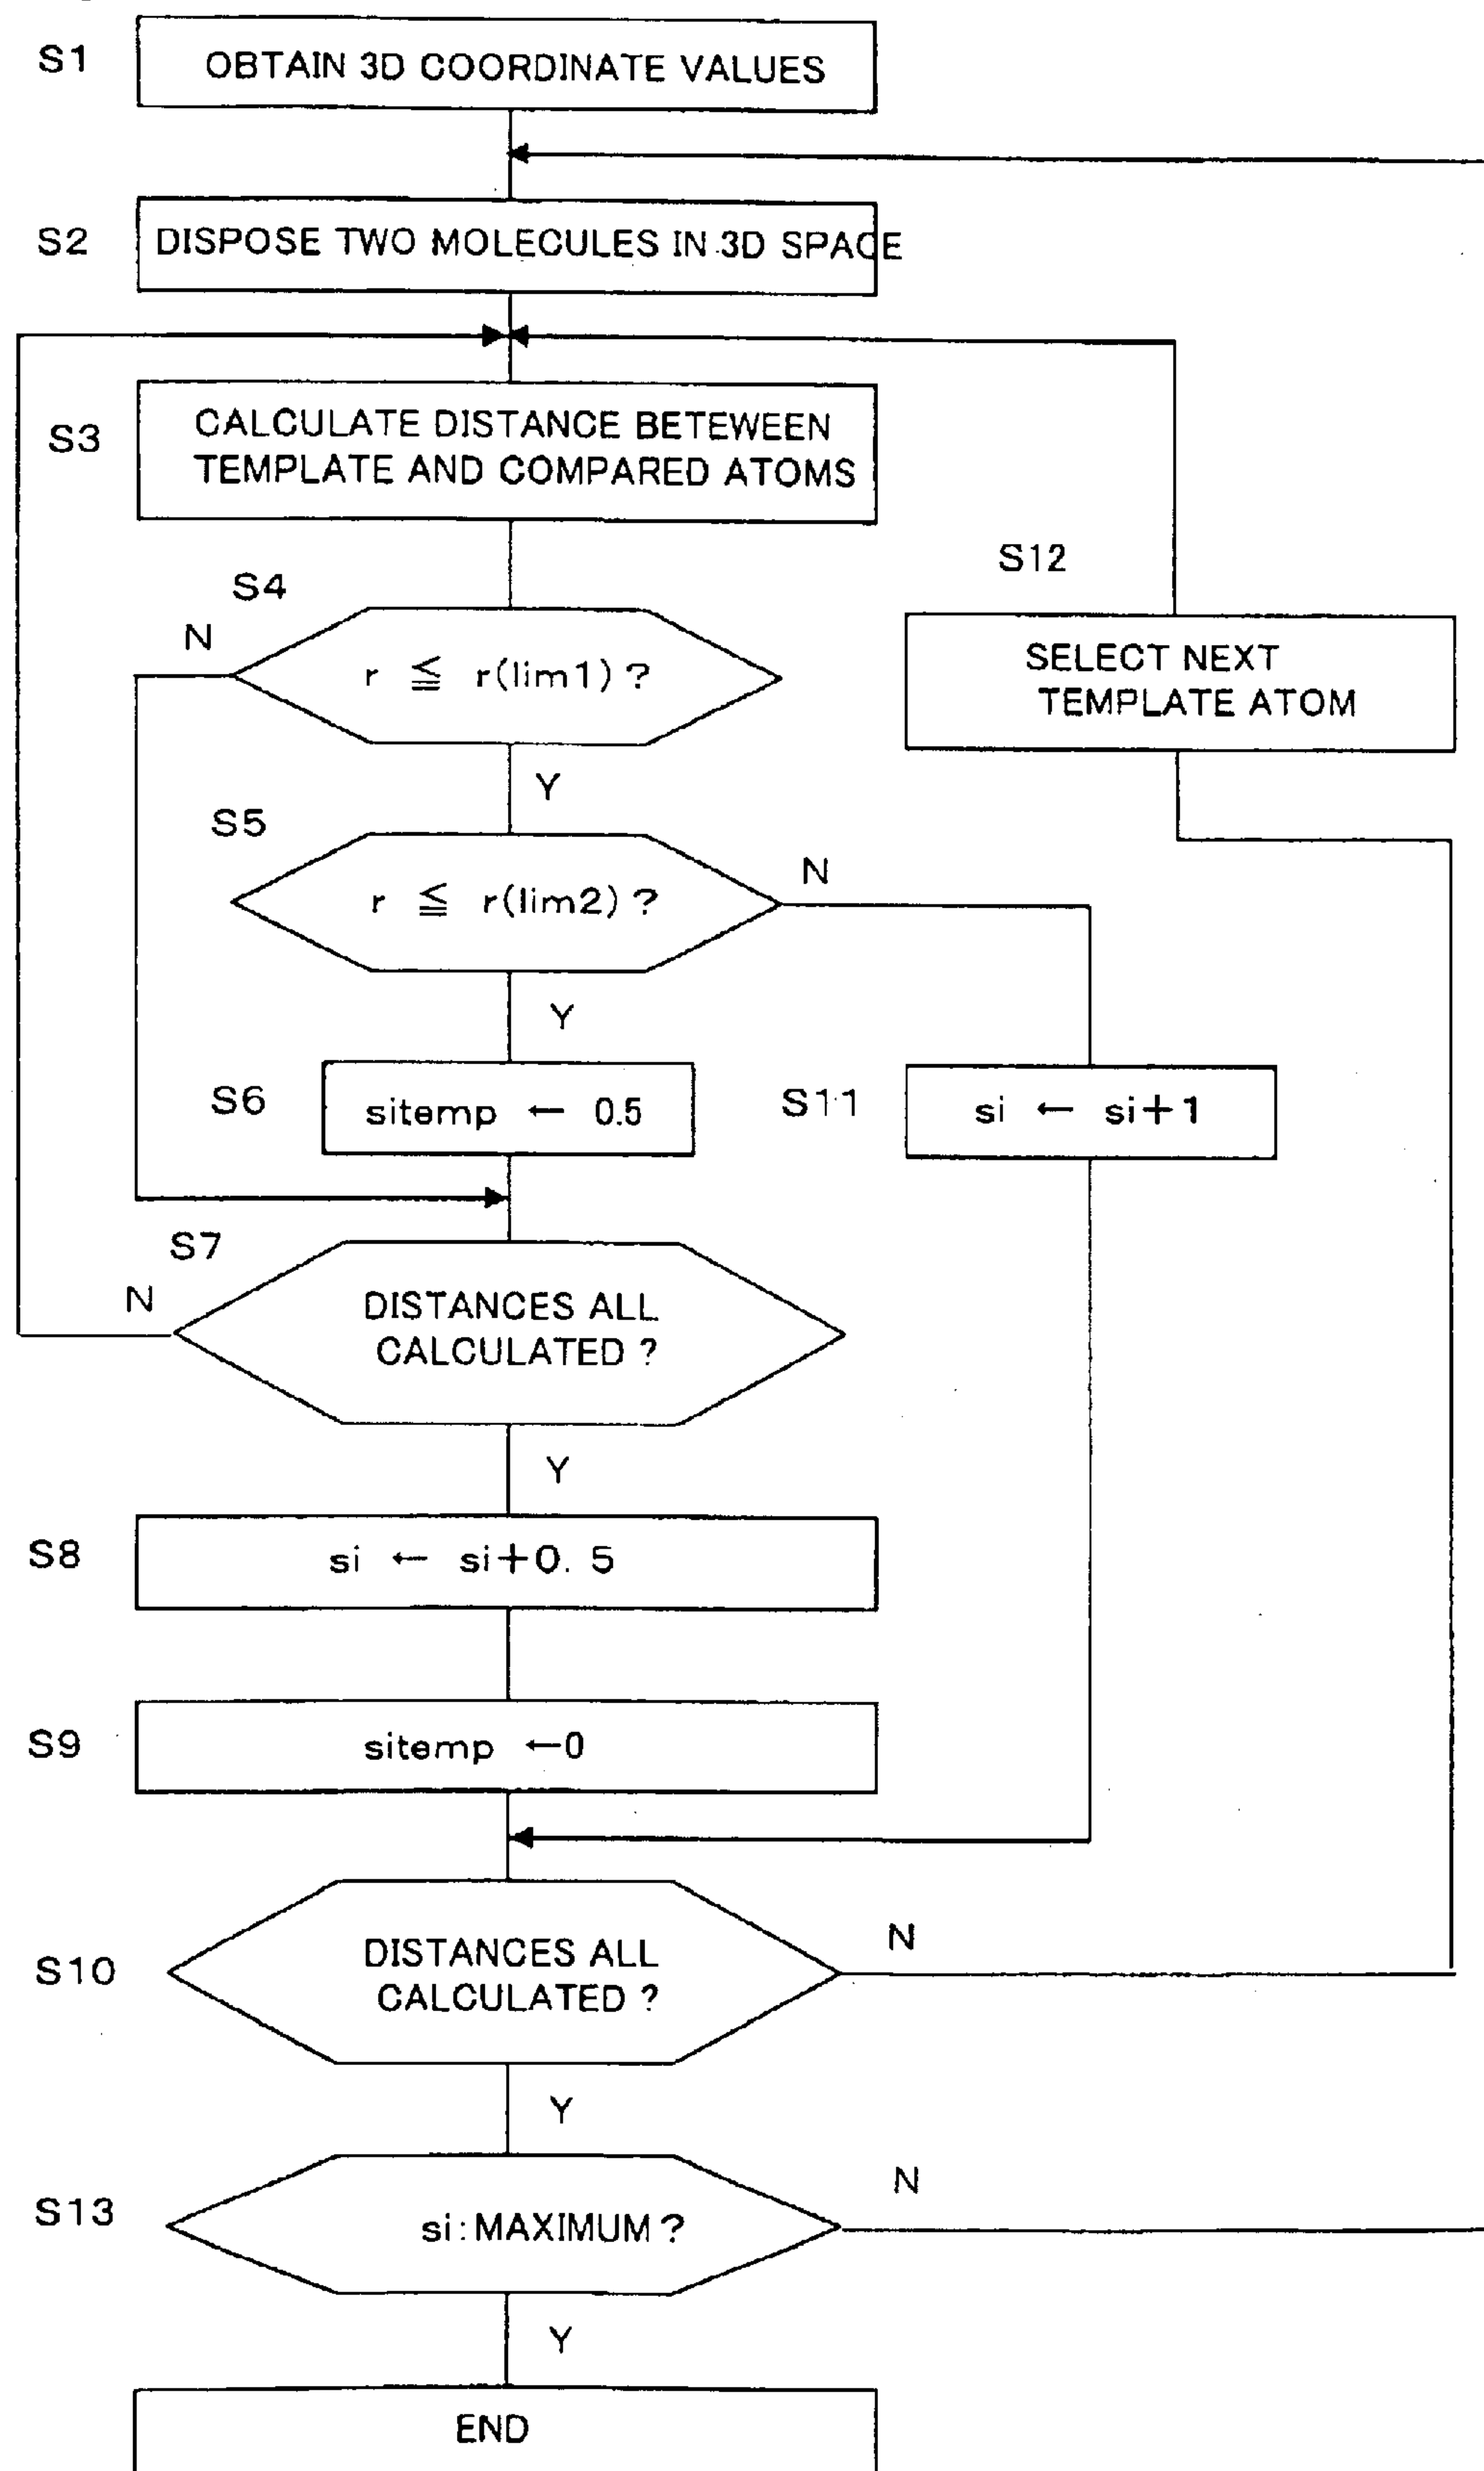 S1
OBTAIN 3D COORDINATE VALUES
S2
DISPOSE TWO MOLECULES IN 3D SPACE
S3
CALCULATE DISTANCE BETEWEEN
TEMPLATE AND COMPARED ATOMS
S4
N
r ≦ r(lim1) ?
S12
SELECT NEXT
TEMPLATE ATOM
Y
S5
r ≦ r(lim2) ?
N
Y
S6
sitemp ← 0.5
S11
si ← si+1
S7
N
DISTANCES ALL
CALCULATED ?
Y
S8
si ← si+0. 5
S9
sitemp ←0
S10
DISTANCES ALL
CALCULATED ?
N
Y
S13
si:MAXIMUM ?
N
Y
END